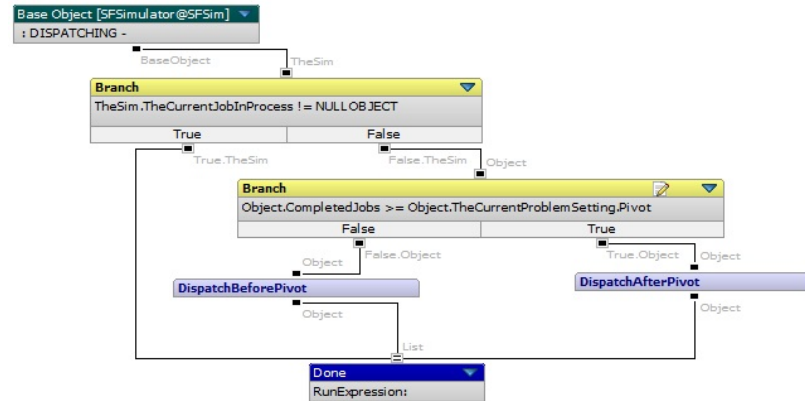 Base Object [SFSimulator@SFSim]
: DISPATCHING -
BaseObject
TheSim
Branch
TheSim.TheCurrentJobInProcess != NULLOBJECT
True
False
True.TheSim
False.TheSim
Object
Branch
Object.CompletedJobs >= Object.TheCurrentProblemSetting.Pivot
False
True
Object
False.Object
True.Object
Object
DispatchBeforePivot
DispatchAfterPivot
Object
Object
List
Done
RunExpression: